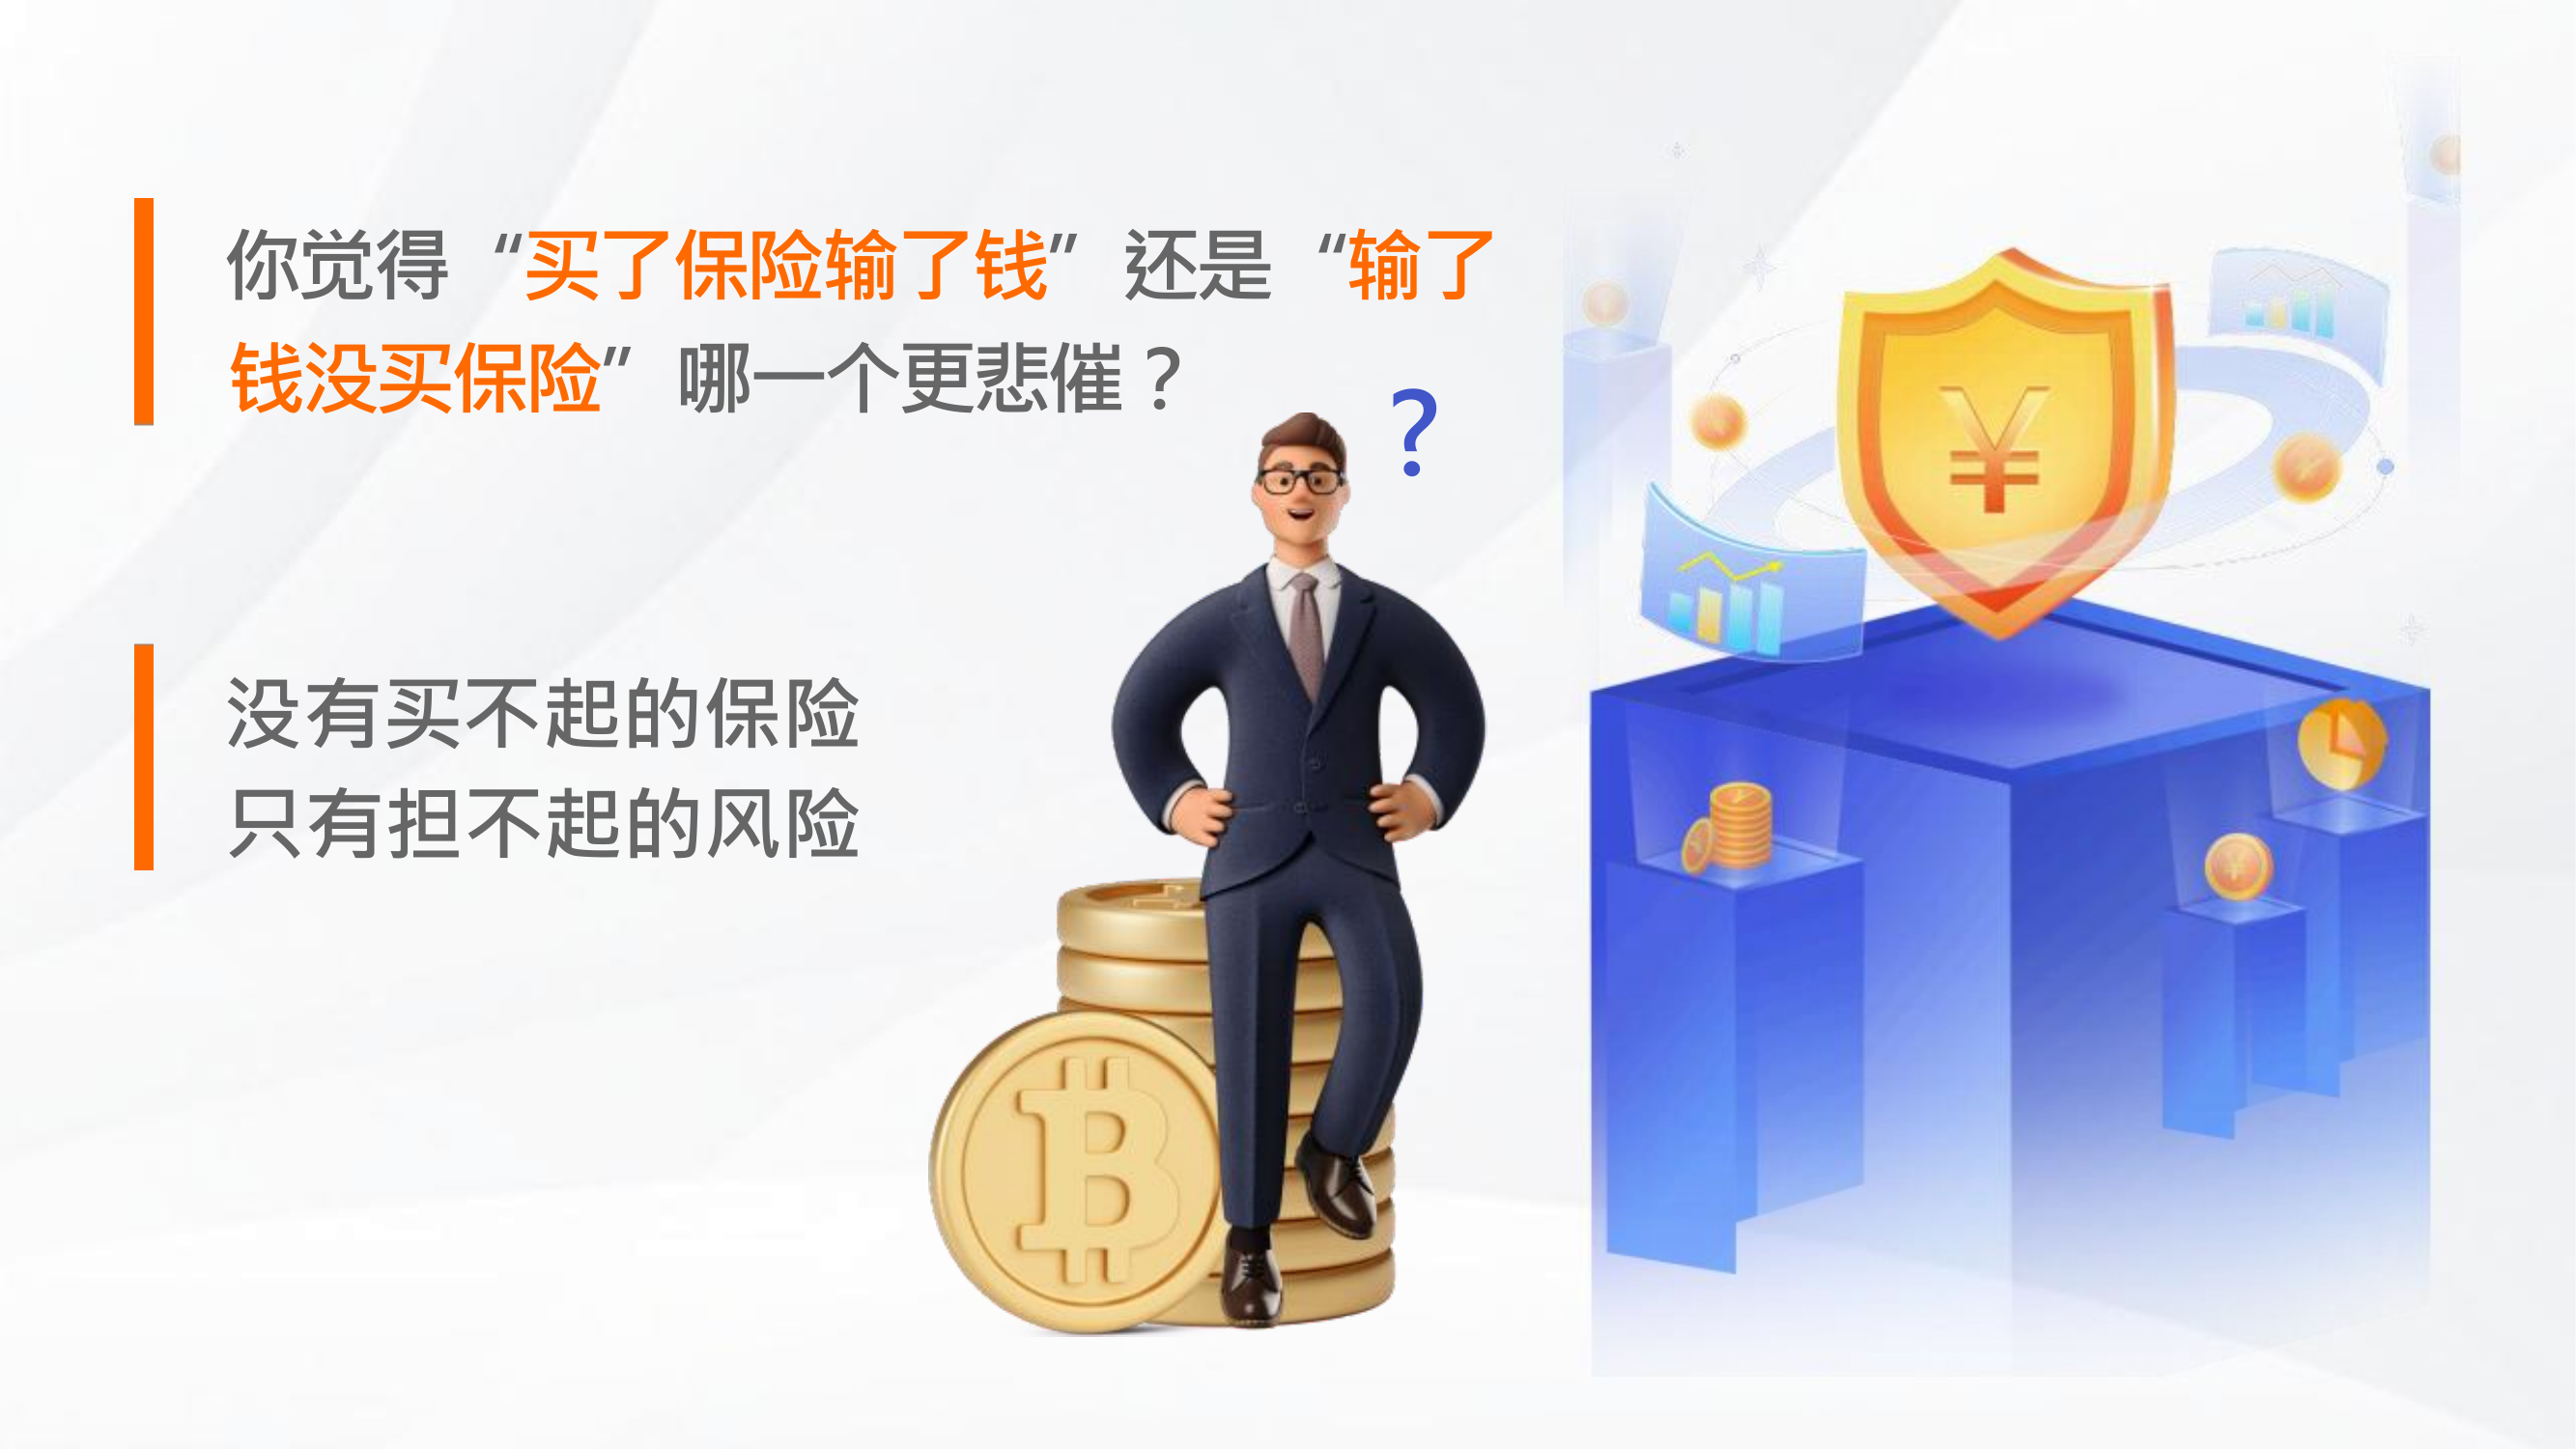 你觉得“买了保险输了钱”还是“输了
钱没买保险”哪一个更悲催？
?
没有买不起的保险
只有担不起的风险
¥
¥
B